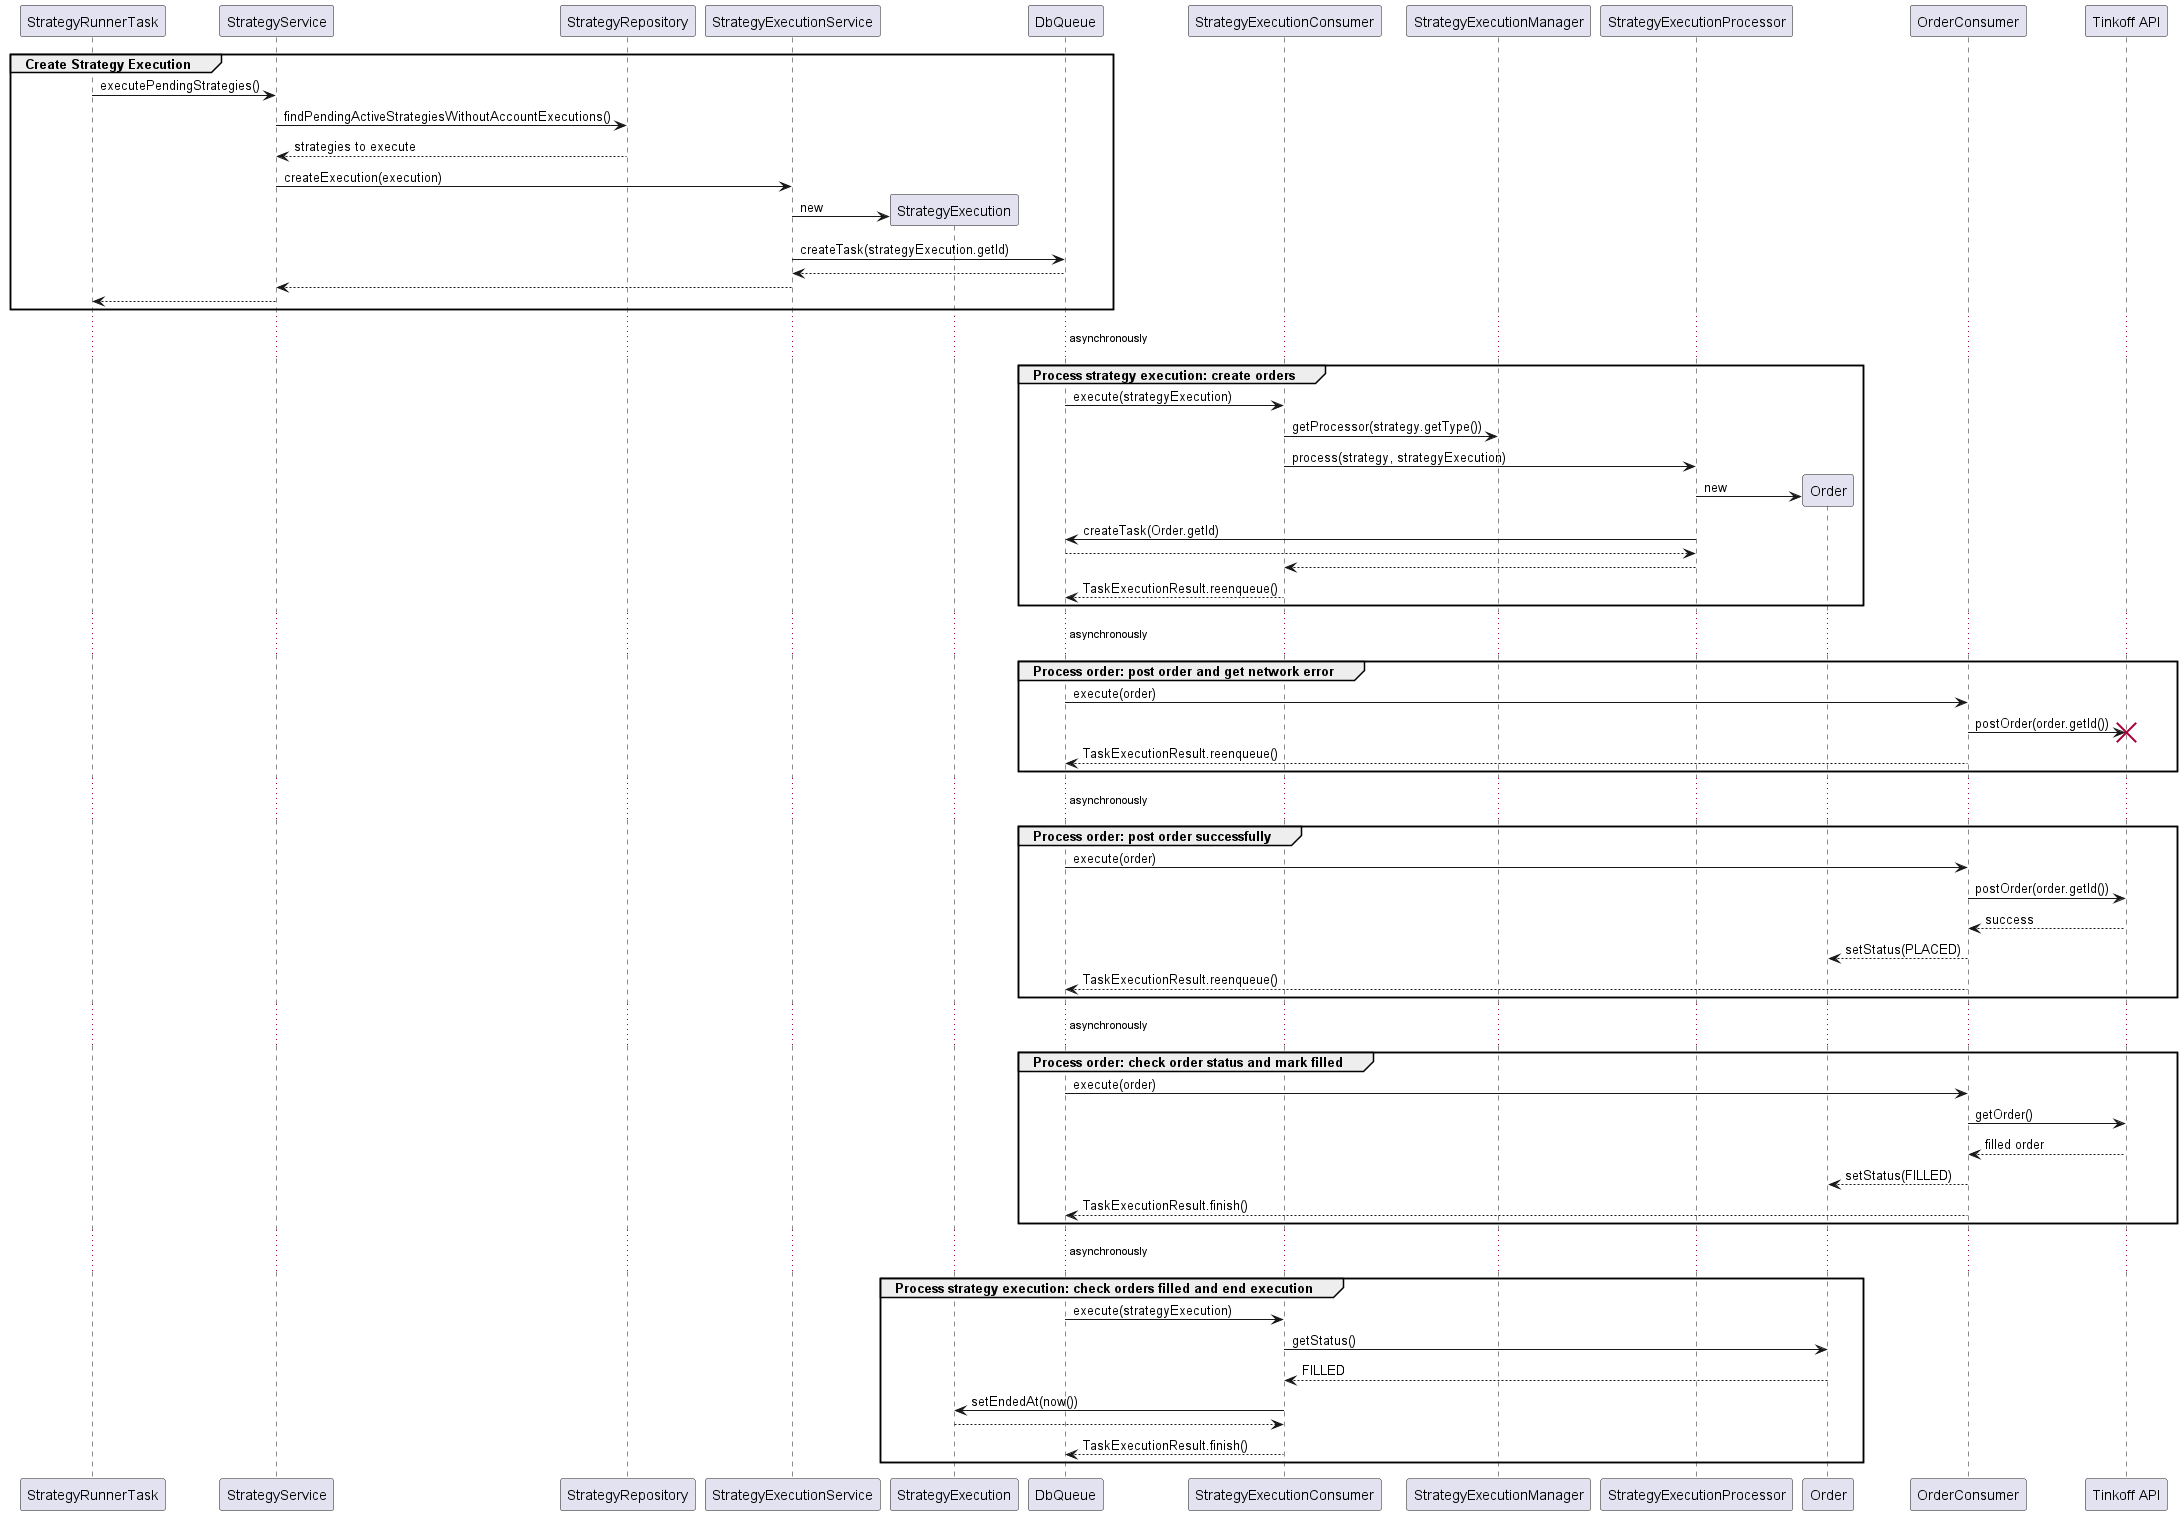 StrategyRunnerTask
StrategyService
StrategyRepository
StrategyExecutionService
DbQueue
StrategyExecutionConsumer
StrategyExecutionManager
StrategyExecutionProcessor
OrderConsumer
Tinkoff API
Create Strategy Execution
executePendingStrategies()
findPendingActiveStrategiesWithoutAccountExecutions()
strategies to execute
createExecution(execution)
new
StrategyExecution
createTask(strategyExecution.getId)
asynchronously
Process strategy execution: create orders
execute(strategyExecution)
getProcessor(strategy.getType())
process(strategy, strategyExecution)
new
Order
createTask(Order.getId)
TaskExecutionResult.reenqueue()
asynchronously
Process order: post order and get network error
execute(order)
postOrder(order.getId())
TaskExecutionResult.reenqueue()
asynchronously
Process order: post order successfully
execute(order)
postOrder(order.getId())
success
setStatus(PLACED)
TaskExecutionResult.reenqueue()
asynchronously
Process order: check order status and mark filled
execute(order)
getOrder()
filled order
setStatus(FILLED)
TaskExecutionResult.finish()
asynchronously
Process strategy execution: check orders filled and end execution
execute(strategyExecution)
getStatus()
FILLED
setEndedAt(now())
TaskExecutionResult.finish()
StrategyRunnerTask
StrategyService
StrategyRepository
StrategyExecutionService
StrategyExecution
DbQueue
StrategyExecutionConsumer
StrategyExecutionManager
StrategyExecutionProcessor
Order
OrderConsumer
Tinkoff API